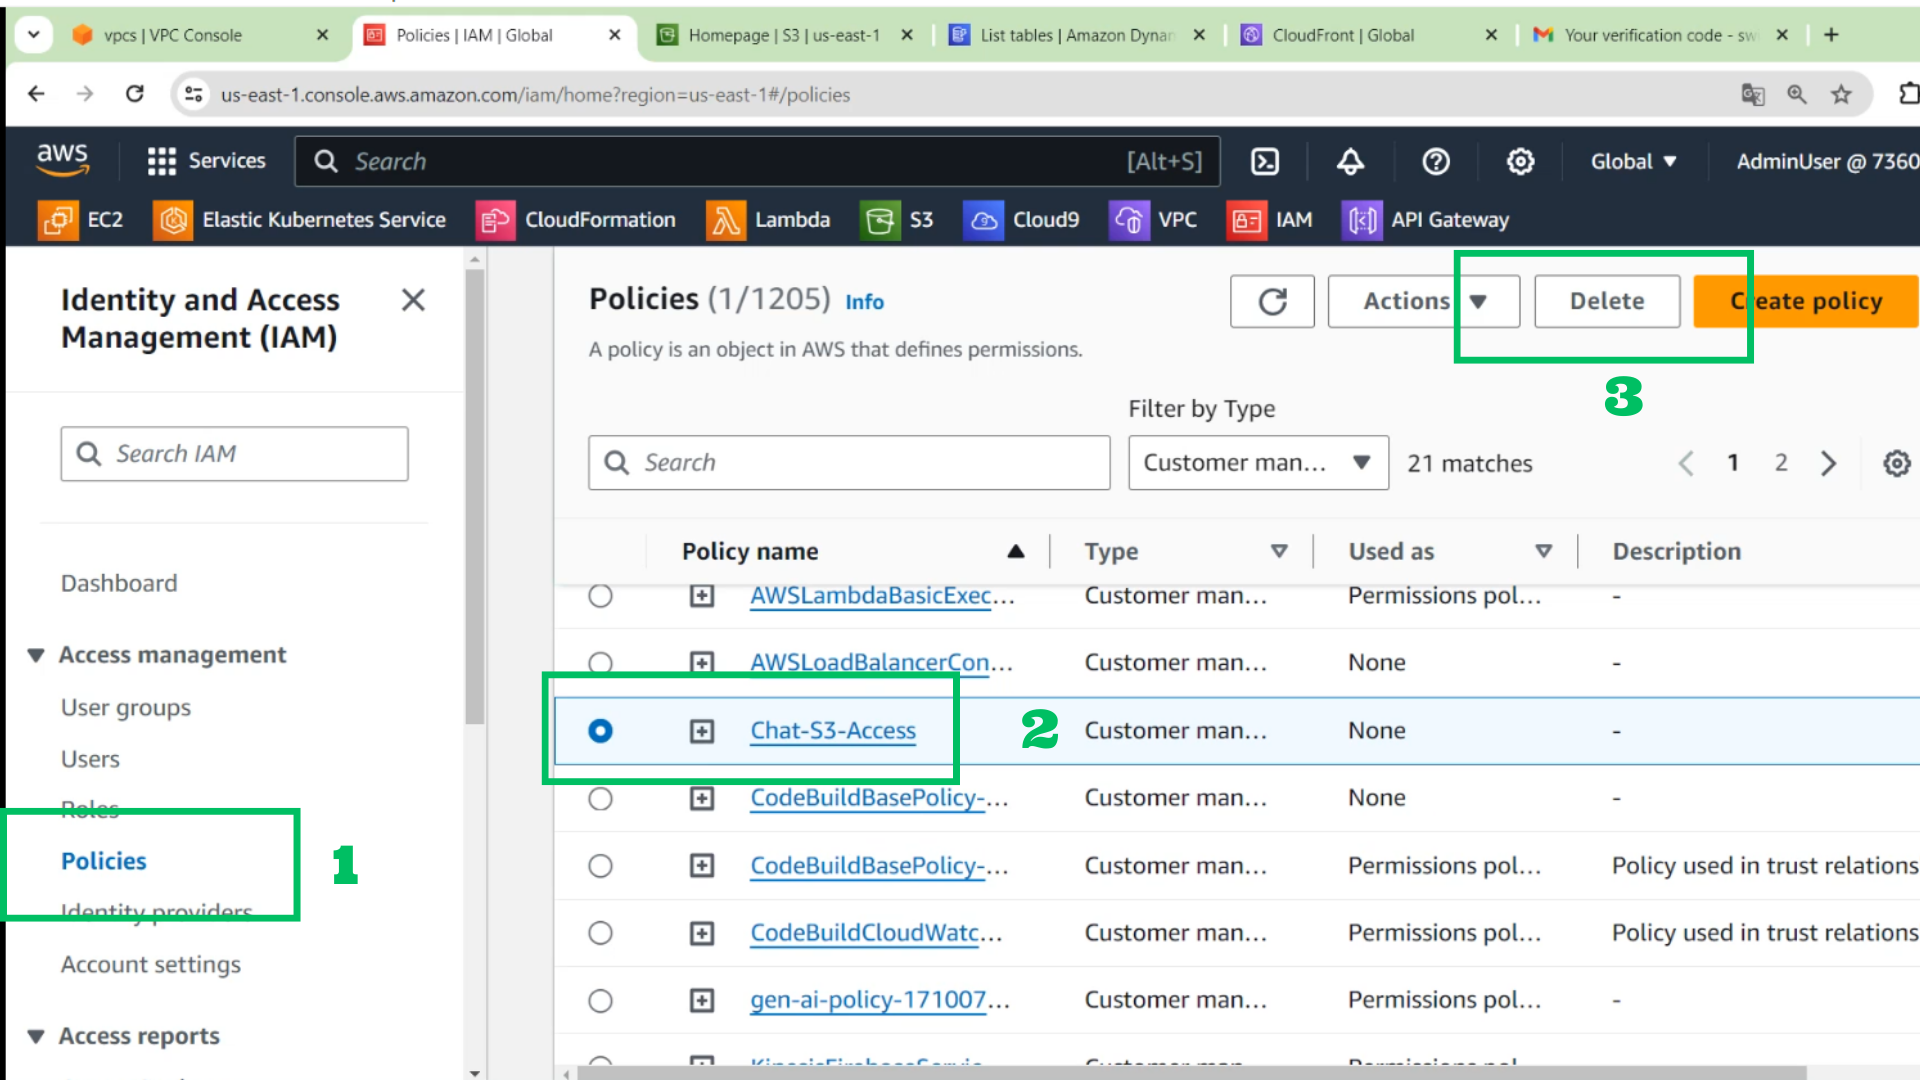 vpcs | VPC Console
Policies | IAM | Global
Homepage | S3 | us-east-1
List tables | Amazon Dynan
CloudFront | Global
Your verification code - sw
us-east-1.console.aws.amazon.com/iam/home?region=us-east-1#/policies
aws
Services
Search
[Alt+S]
Global
AdminUser @ 7360
EC2
Elastic Kubernetes Service
CloudFormation
Lambda
S3
Cloud9
VPC
IAM
API Gateway
Identity and Access
Management (IAM)
Search IAM
Dashboard
Access management
User groups
Users
Roles
Policies
1
Identity providers
Account settings
Access reports
Policies (1/1205) Info
Actions
Delete
Create policy
A policy is an object in AWS that defines permissions.
3
Filter by Type
Search
Customer man...
21 matches
1
2
Policy name
Type
Used as
Description
AWSLambdaBasicExec... Customer man... Permissions pol... -
AWSLoadBalancerCon... Customer man... None -
Chat-S3-Access 2 Customer man... None -
CodeBuildBasePolicy-... Customer man... None -
CodeBuildBasePolicy-... Customer man... Permissions pol... Policy used in trust relations
CodeBuildCloudWatc... Customer man... Permissions pol... Policy used in trust relations
gen-ai-policy-171007... Customer man... Permissions pol... -